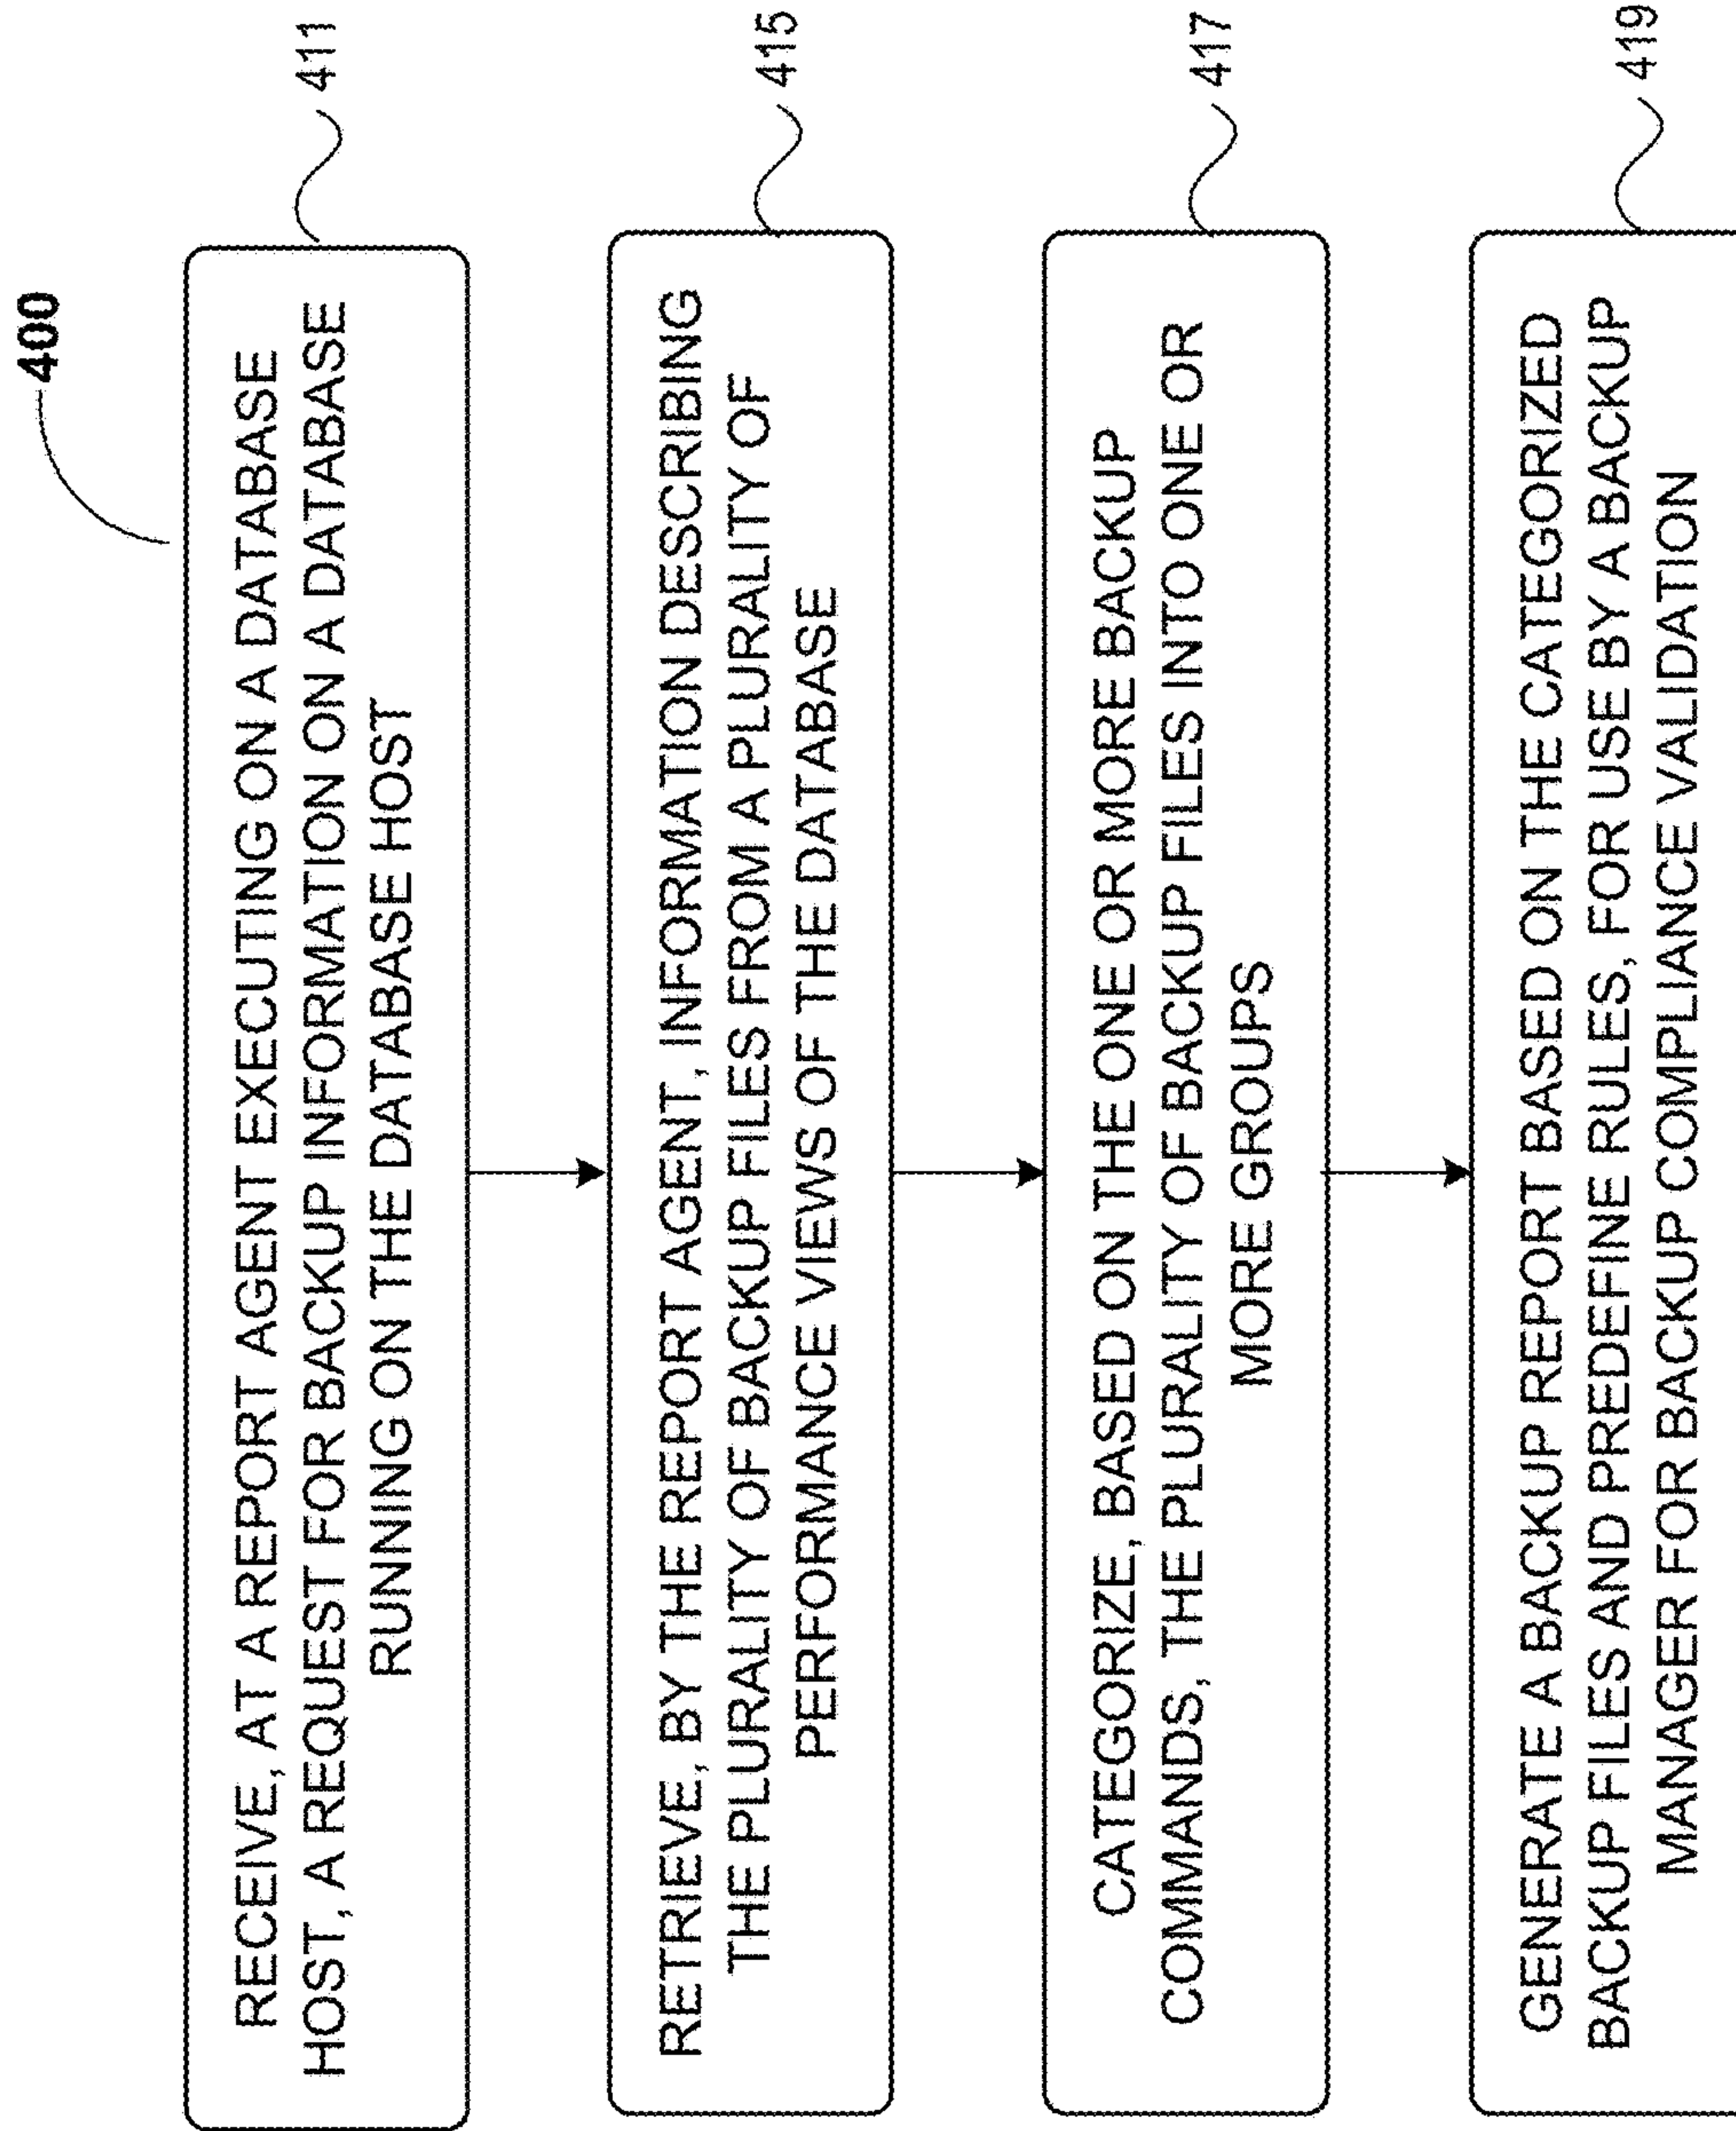 400
RECEIVE, AT A REPORT AGENT EXECUTING ON A DATABASE
HOST, A REQUEST FOR BACKUP INFORMATION ON A DATABASE
RUNNING ON THE DATABASE HOST
411
RETRIEVE, BY THE REPORT AGENT, INFORMATION DESCRIBING
THE PLURALITY OF BACKUP FILES FROM A PLURALITY OF
PERFORMANCE VIEWS OF THE DATABASE
415
CATEGORIZE, BASED ON THE ONE OR MORE BACKUP
COMMANDS, THE PLURALITY OF BACKUP FILES INTO ONE OR
MORE GROUPS
417
GENERATE A BACKUP REPORT BASED ON THE CATEGORIZED
BACKUP FILES AND PREDEFINE RULES, FOR USE BY A BACKUP
MANAGER FOR BACKUP COMPLIANCE VALIDATION
419